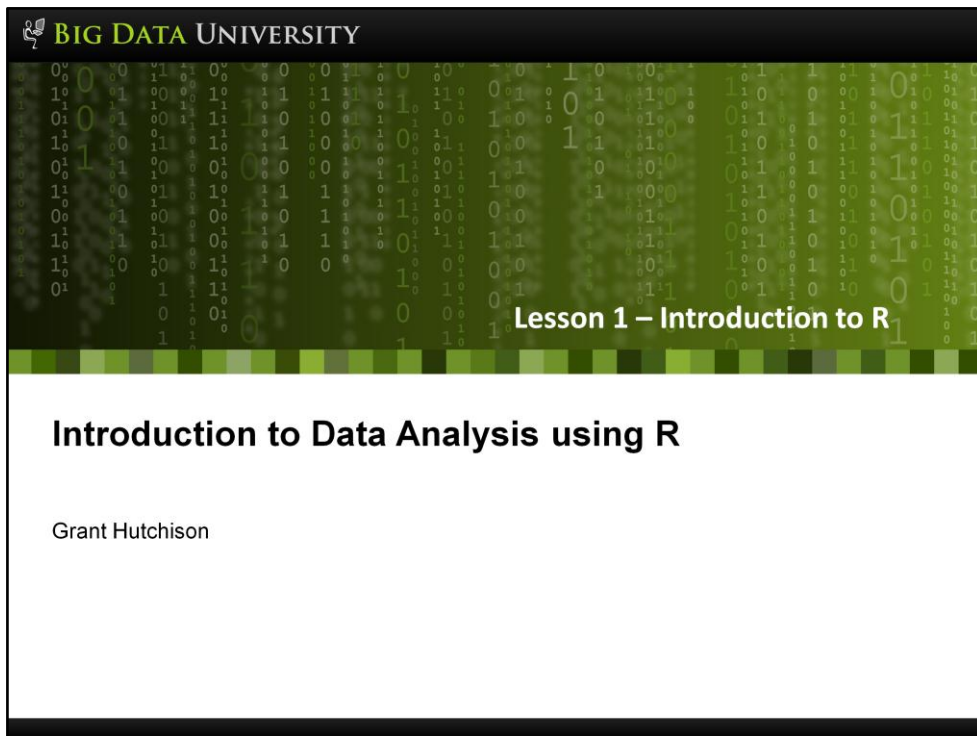 BIG DATA UNIVERSITY
Lesson 1 – Introduction to R
Introduction to Data Analysis using R
Grant Hutchison